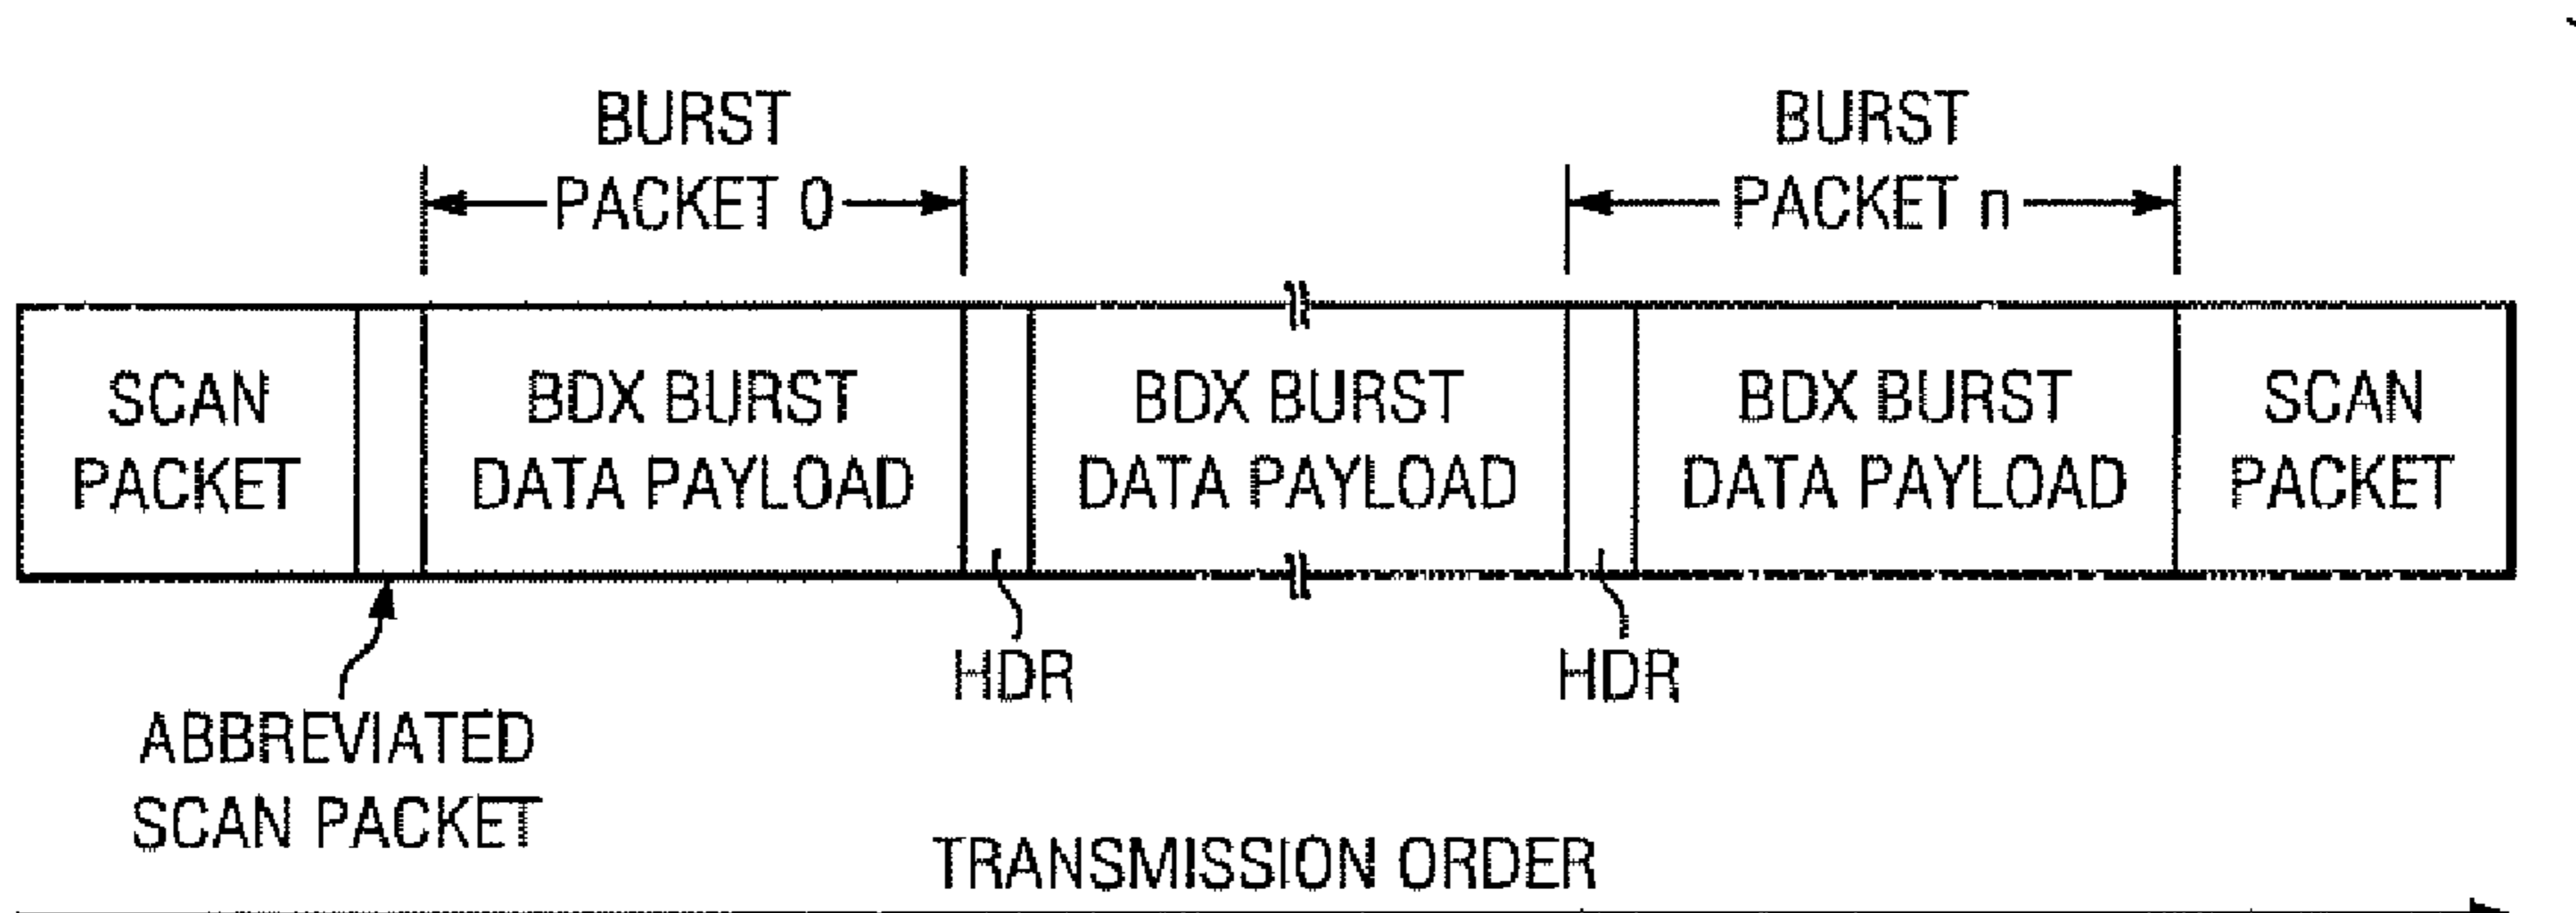 BURST
PACKET 0
BURST
PACKET n
SCAN
PACKET
BDX BURST
DATA PAYLOAD
BDX BURST
DATA PAYLOAD
BDX BURST
DATA PAYLOAD
SCAN
PACKET
HDR
HDR
ABBREVIATED
SCAN PACKET
TRANSMISSION ORDER